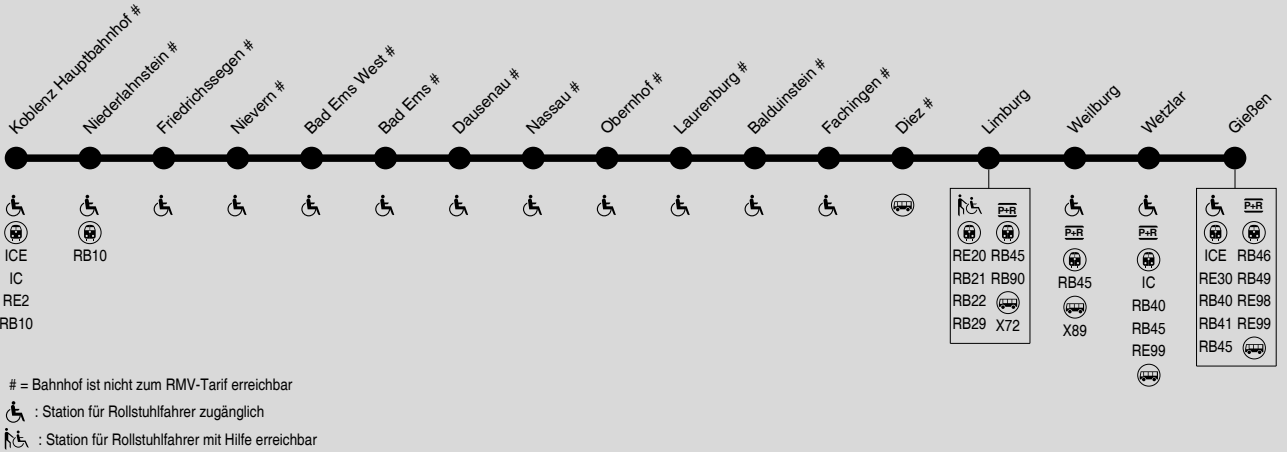 Koblenz Hauptbahnhof #
Niederlahnstein #
Friedrichssegen #
Nievern #
Bad Ems West #
Bad Ems #
Dausenau #
Nassau #
Obernhof #
Laurenburg #
Balduinstein #
Fachingen #
Diez #
Limburg
Weilburg
Wetzlar
Gießen
ICE
IC
RE2
RB10
RB10
P+R
RE20 RB45
RB21 RB90
RB22
RB29 X72
P+R
RB45
X89
P+R
IC
RB40
RB45
RE99
P+R
ICE RB46
RE30 RB49
RB40 RE98
RB41 RE99
RB45
# = Bahnhof ist nicht zum RMV-Tarif erreichbar
: Station für Rollstuhlfahrer zugänglich
: Station für Rollstuhlfahrer mit Hilfe erreichbar